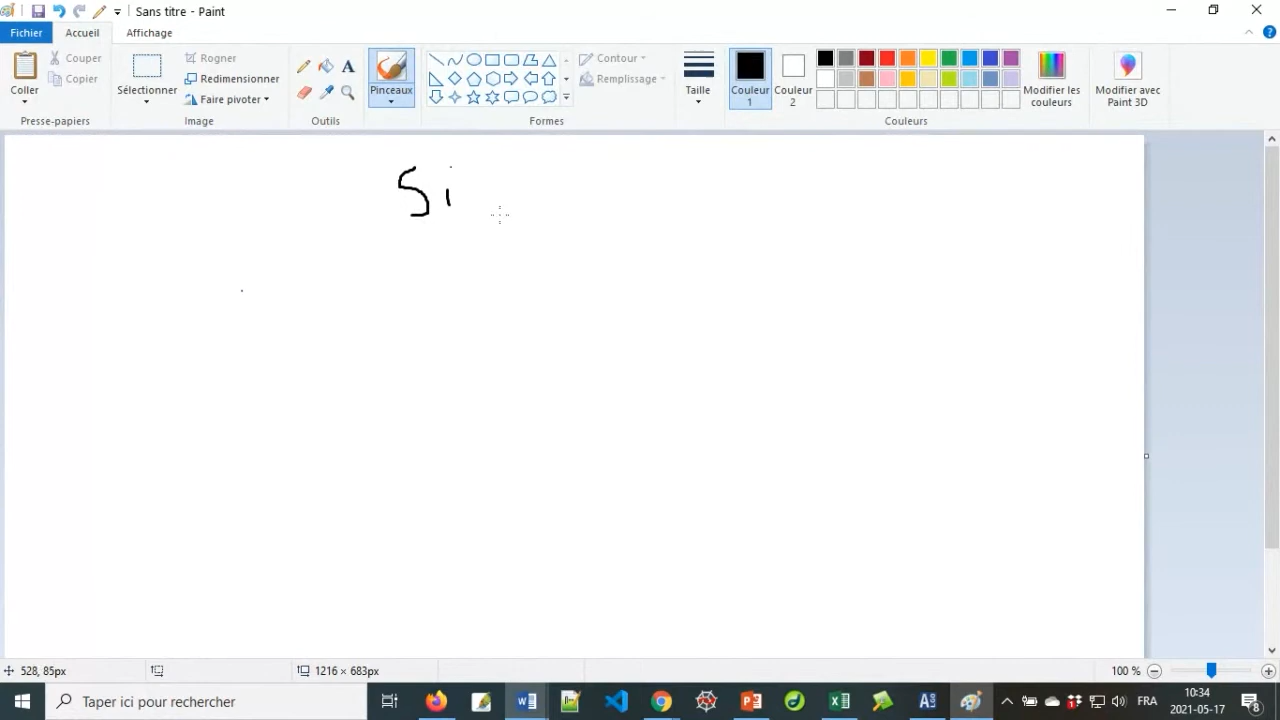 Sans titre - Paint
Fichier Accueil Affichage
Coller Couper Copier Presse-papiers
Sélectionner Rogner Redimensionner Faire pivoter Image
Outils
Pinceaux
Contour Remplissage Formes
Taille
Couleur 1 Couleur 2 Modifier les couleurs Couleurs
Modifier avec Paint 3D
Si
528, 85px 1216 × 683px 100 %
Taper ici pour rechercher FRA 10:34
2021-05-17 8